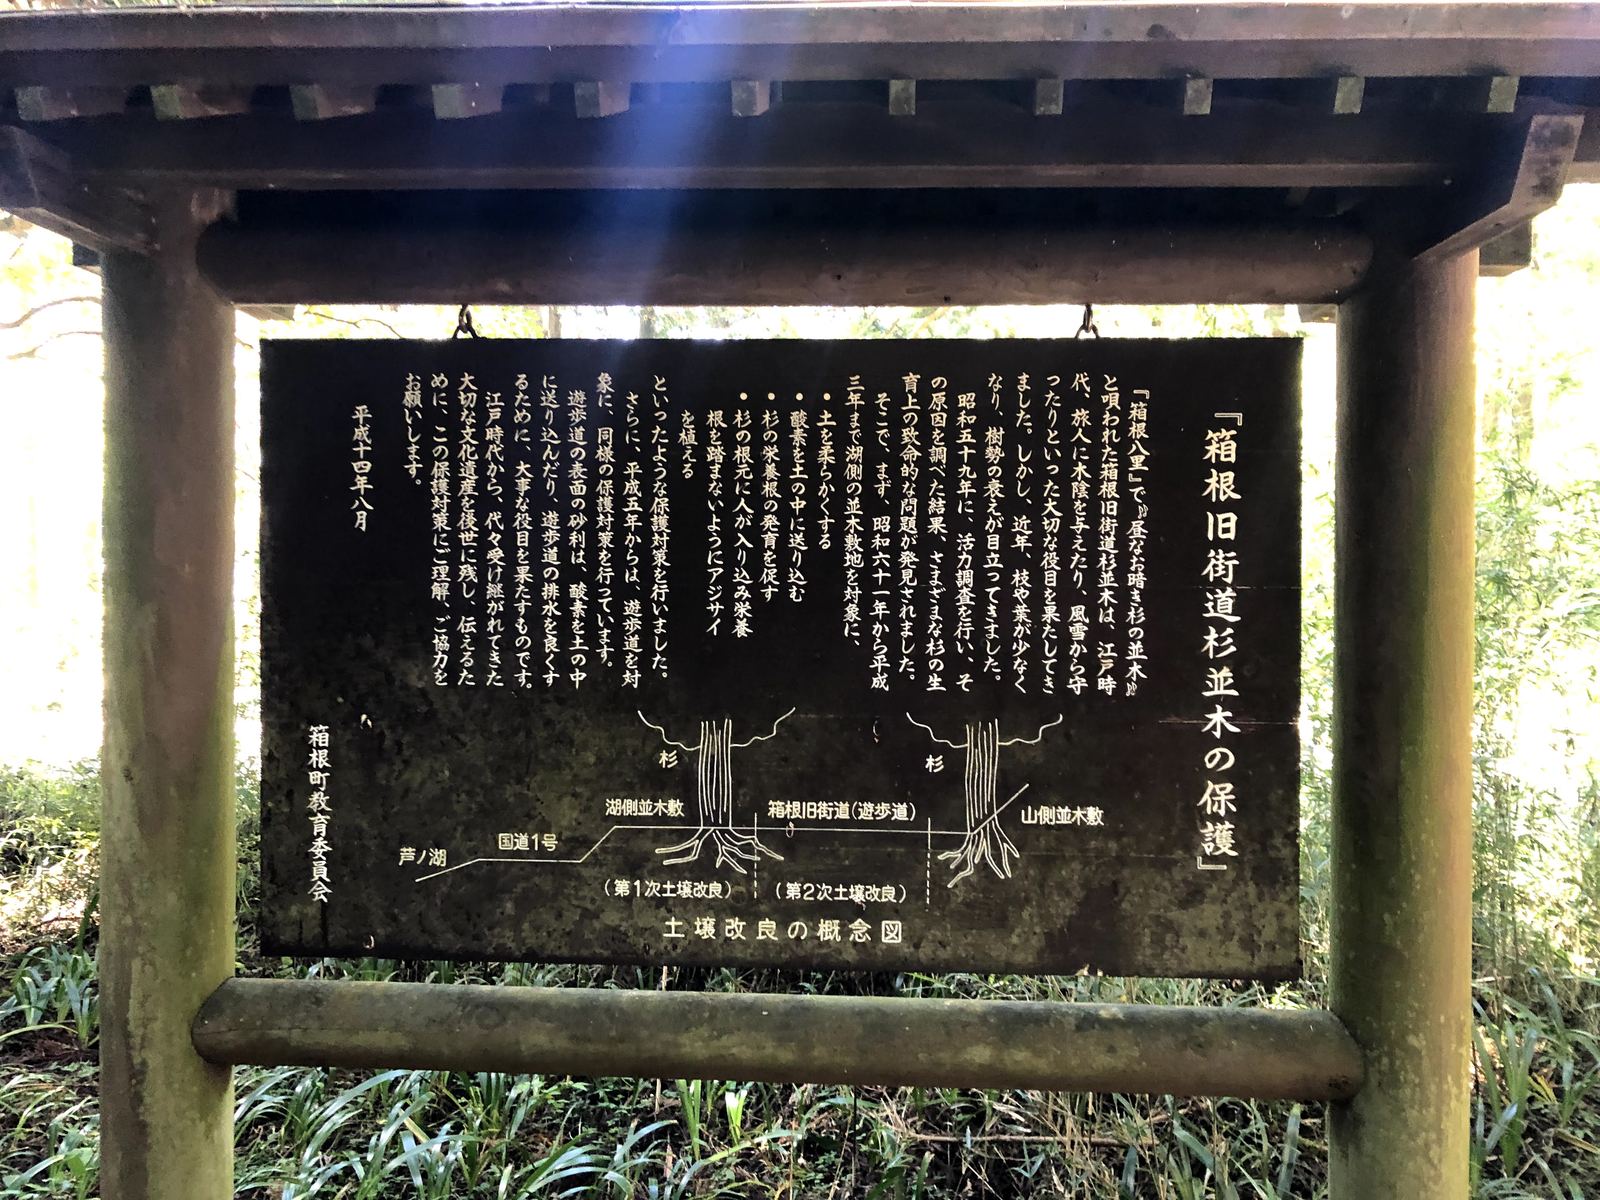 『箱根旧街道杉並木の保護』
『箱根八里』で〝昼なお暗き杉の並木〟
と唄われた箱根旧街道杉並木は、江戸時
代、旅人に木陰を与えたり、風雪から守
ったりといった大切な役目を果たしてき
ました。しかし、近年、枝や葉が少なく
なり、樹勢の衰えが目立ってきました。
昭和五十九年に、活力調査を行い、そ
の原因を調べた結果、さまざまな杉の生
育上の致命的な問題が発見されました。
そこで、まず、昭和六十一年から平成
三年まで湖側の並木敷地を対象に、
・土を柔らかくする
・酸素を土の中に送り込む
・杉の栄養根の発育を促す
・杉の根元に人が入り込み栄養
根を踏まないようにアジサイ
を植える
といったような保護対策を行いました。
さらに、平成五年からは、遊歩道を対
象に、同様の保護対策を行っています。
遊歩道の表面の砂利は、酸素を土の中
に送り込んだり、遊歩道の排水を良くす
るために、大事な役目を果たすものです。
江戸時代から、代々受け継がれてきた
大切な文化遺産を後世に残し、伝えるた
めに、この保護対策にご理解、ご協力を
お願いします。
平成十四年八月
箱根町教育委員会
杉
杉
湖側並木敷
箱根旧街道(遊歩道)
山側並木敷
国道1号
芦ノ湖
(第1次土壌改良)
(第2次土壌改良)
土壌改良の概念図